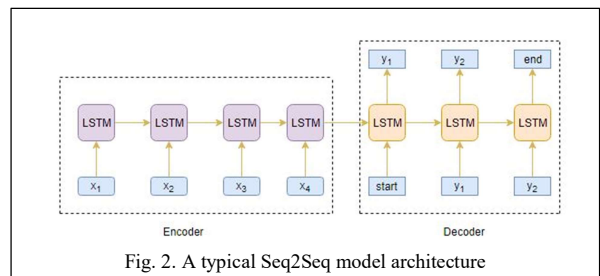 y1 y2 end
LSTM LSTM LSTM LSTM LSTM LSTM LSTM
x1 x2 x3 x4 start y1 y2
Encoder Decoder
Fig. 2. A typical Seq2Seq model architecture